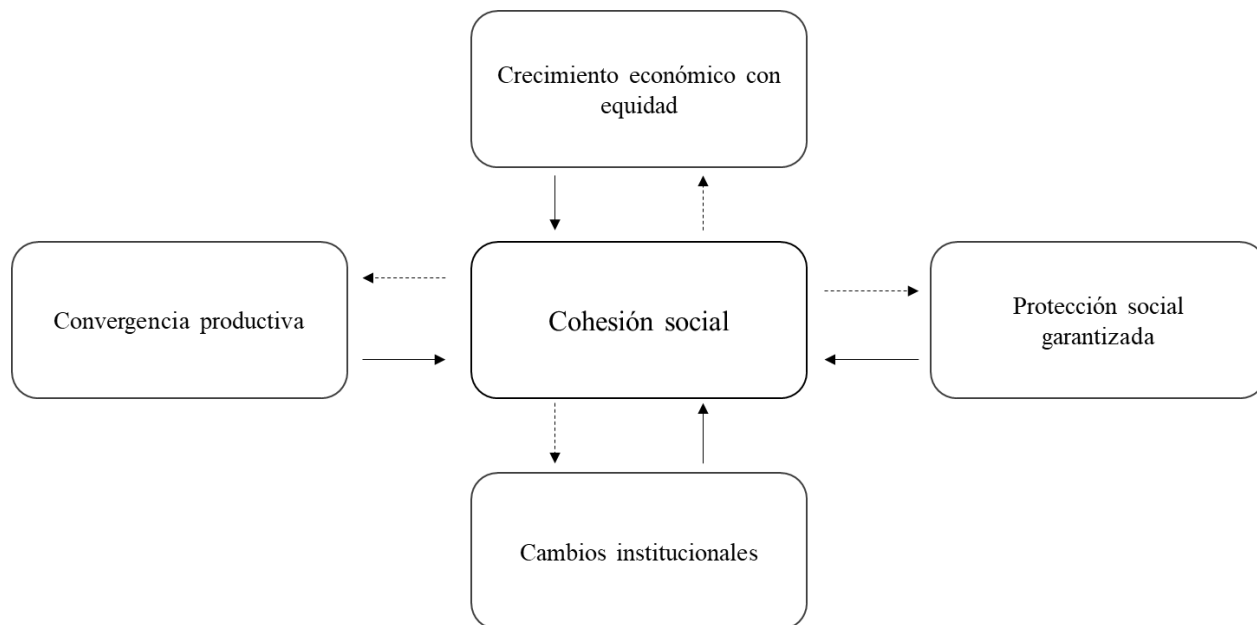 Crecimiento económico con
equidad
Convergencia productiva
Cohesión social
Protección social
garantizada
Cambios institucionales